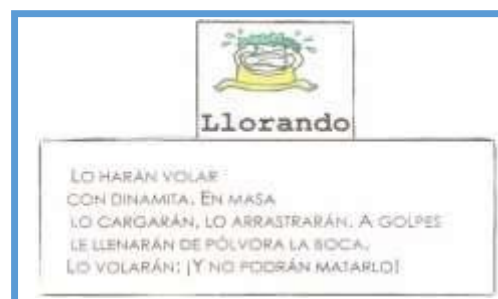 Llorando
LO HARÁN VOLAR
CON DINAMITA. EN MASA
LO CARGARÁN, LO ARRASTRARÁN. A GOLPES
LE LLENARÁN DE PÓLVORA LA BOCA.
LO VOLARÁN: ¡Y NO PODRÁN MATARLO!